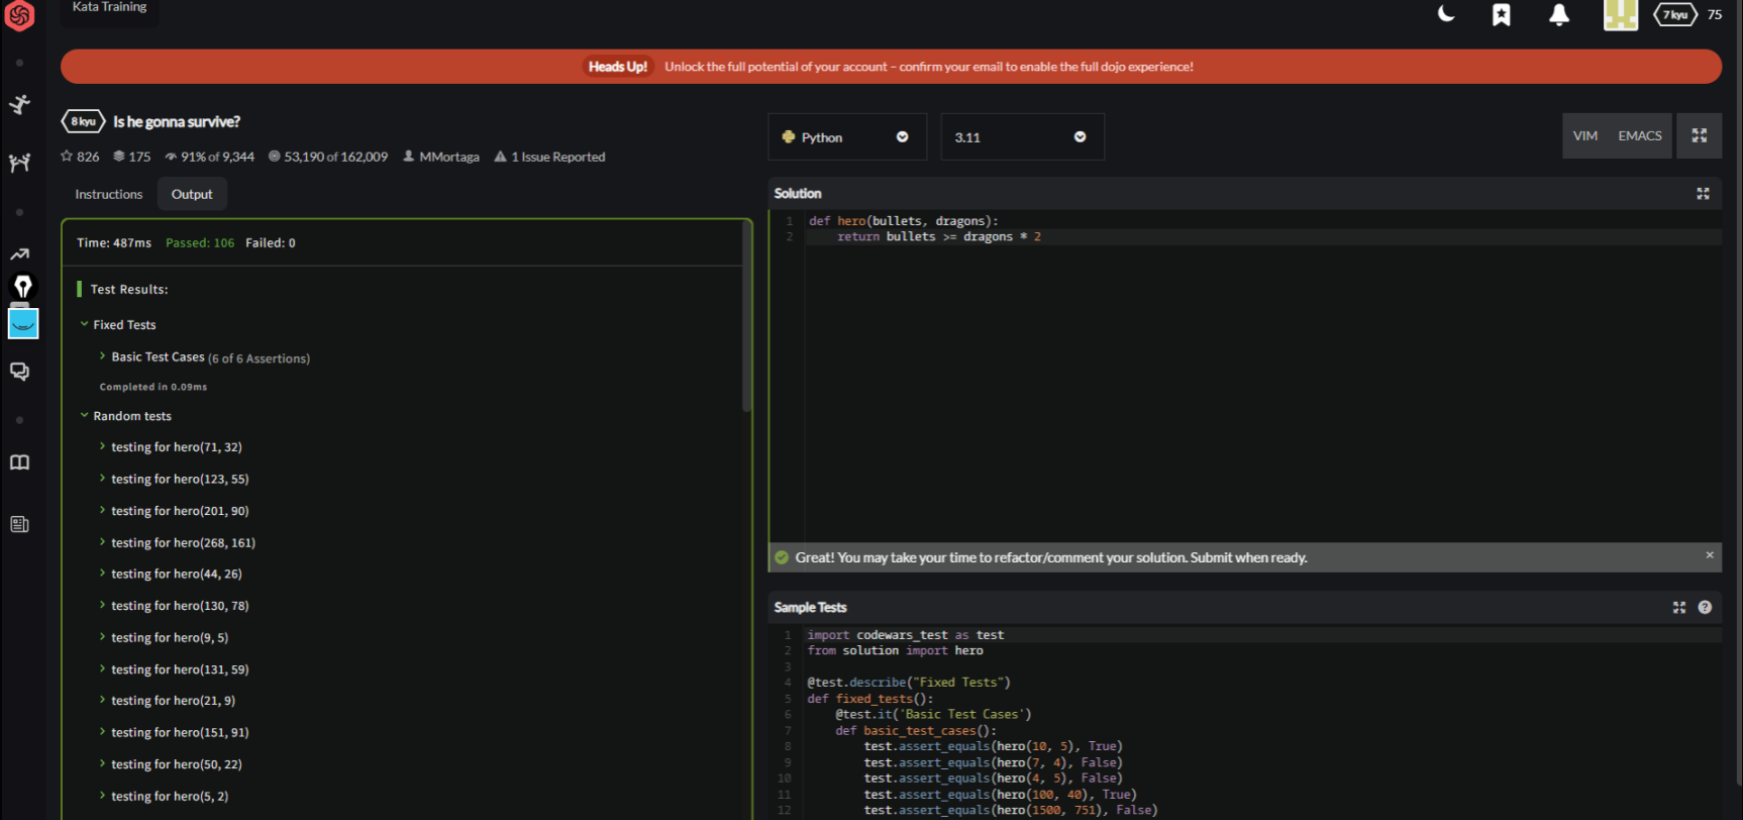 Kata Training
7 kyu 75
Heads Up! Unlock the full potential of your account – confirm your email to enable the full dojo experience!
8 kyu Is he gonna survive?
826 175 91% of 9,344 53,190 of 162,009 MMortaga 1 Issue Reported
Instructions Output
Time: 487ms Passed: 106 Failed: 0
Test Results:
Fixed Tests
Basic Test Cases (6 of 6 Assertions)
Completed in 0.09ms
Random tests
testing for hero(71, 32)
testing for hero(123, 55)
testing for hero(201, 90)
testing for hero(268, 161)
testing for hero(44, 26)
testing for hero(130, 78)
testing for hero(9, 5)
testing for hero(131, 59)
testing for hero(21, 9)
testing for hero(151, 91)
testing for hero(50, 22)
testing for hero(5, 2)
Python 3.11 VIM EMACS
Solution
1 def hero(bullets, dragons):
2 return bullets >= dragons * 2
Great! You may take your time to refactor/comment your solution. Submit when ready.
Sample Tests
1 import codewars_test as test
2 from solution import hero
3
4 @test.describe("Fixed Tests")
5 def fixed_tests():
6 @test.it('Basic Test Cases')
7 def basic_test_cases():
8 test.assert_equals(hero(10, 5), True)
9 test.assert_equals(hero(7, 4), False)
10 test.assert_equals(hero(4, 5), False)
11 test.assert_equals(hero(100, 40), True)
12 test.assert_equals(hero(1500, 751), False)